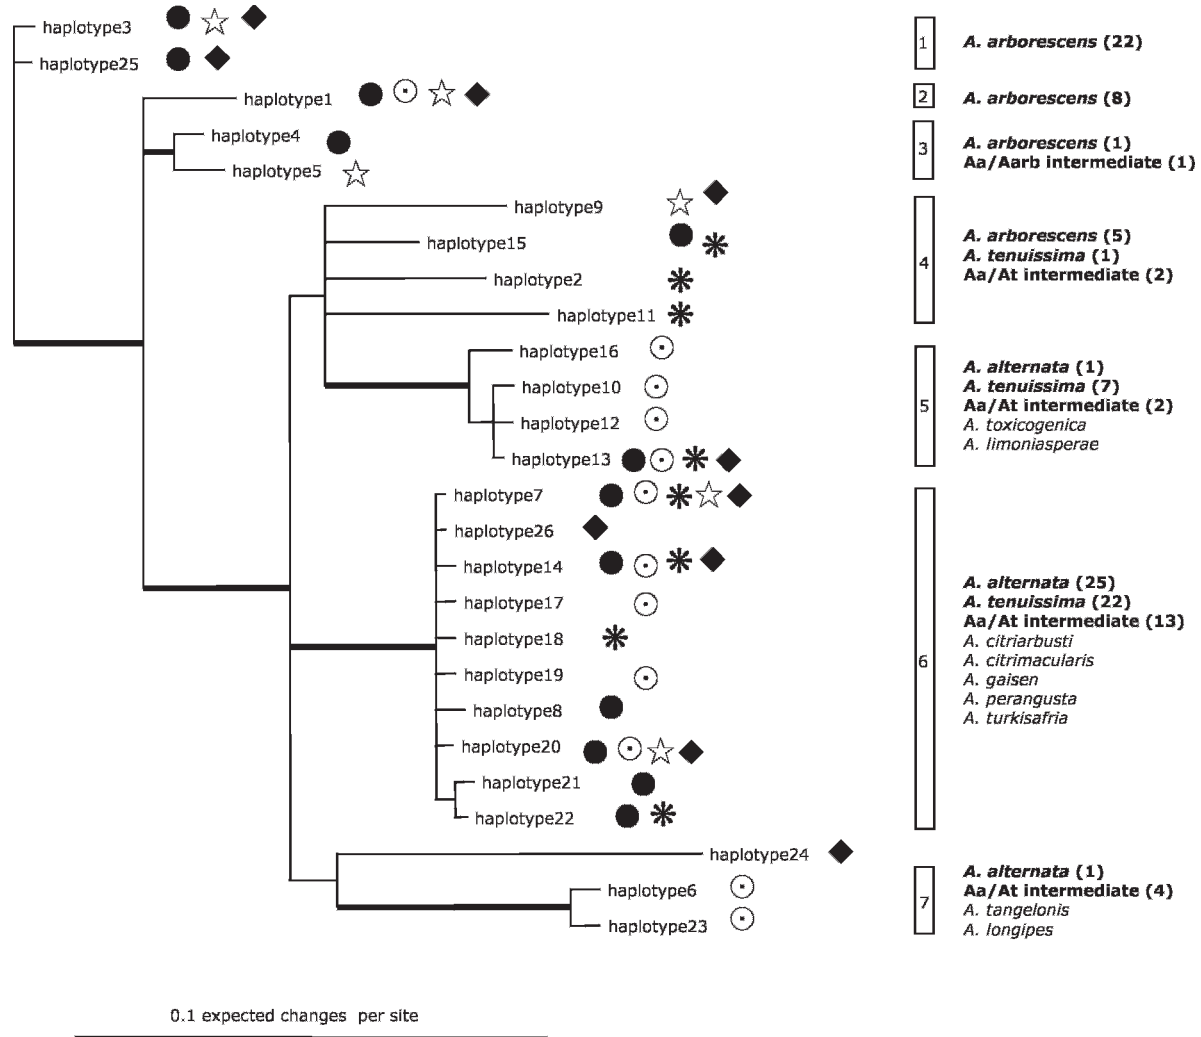 haplotype3
haplotype25
haplotype1
haplotype4
haplotype5
haplotype9
haplotype15
haplotype2
haplotype11
haplotype16
haplotype10
haplotype12
haplotype13
haplotype7
haplotype26
haplotype14
haplotype17
haplotype18
haplotype19
haplotype8
haplotype20
haplotype21
haplotype22
haplotype24
haplotype6
haplotype23
1
A. arborescens (22)
2
A. arborescens (8)
3
A. arborescens (1)
Aa/Aarb intermediate (1)
4
A. arborescens (5)
A. tenuissima (1)
Aa/At intermediate (2)
5
A. alternata (1)
A. tenuissima (7)
Aa/At intermediate (2)
A. toxicogenica
A. limoniasperae
6
A. alternata (25)
A. tenuissima (22)
Aa/At intermediate (13)
A. citriarbusti
A. citrimacularis
A. gaisen
A. perangusta
A. turkisafria
7
A. alternata (1)
Aa/At intermediate (4)
A. tangelonis
A. longipes
0.1 expected changes per site